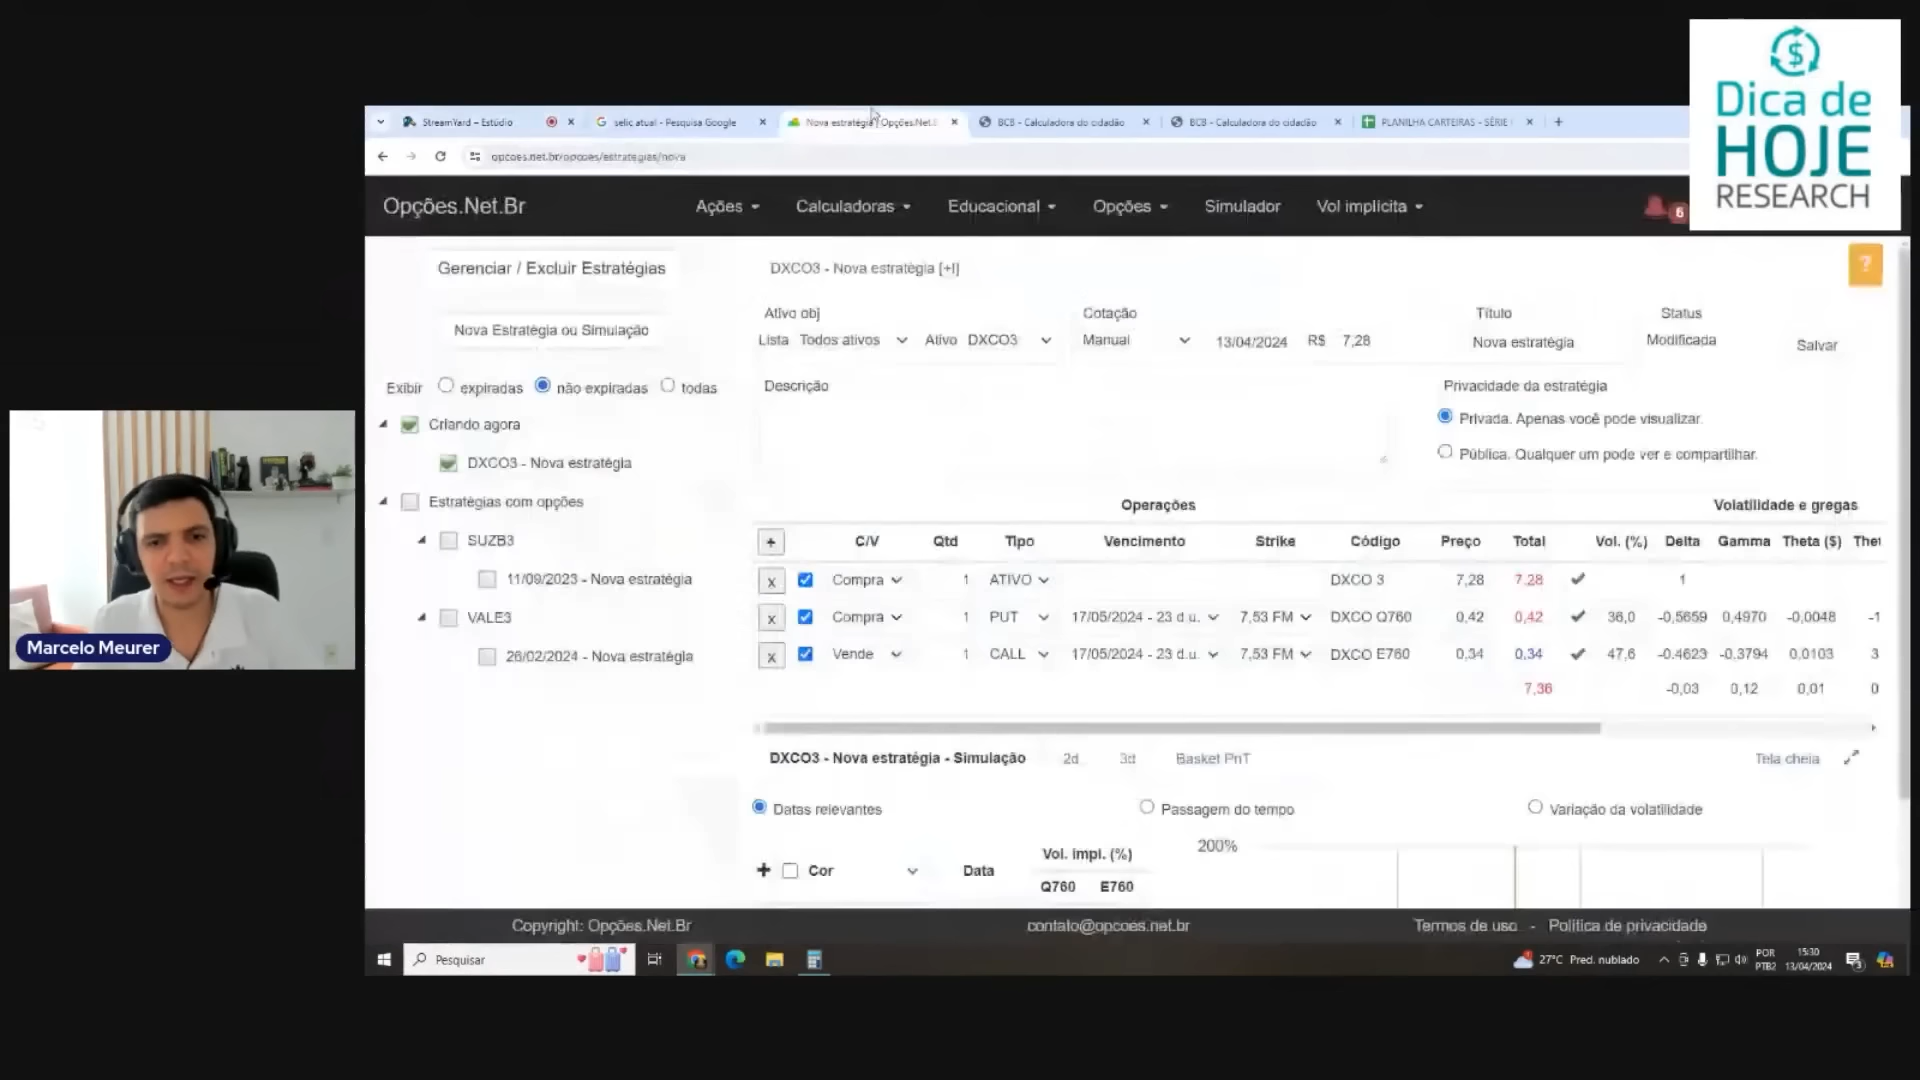 Dica de
HOJE
RESEARCH
StreamYard – Estúdio
selic atual - Pesquisa Google
Nova estratégia | Opções.Net.B
BCB - Calculadora do cidadão
BCB - Calculadora do cidadão
PLANILHA CARTEIRAS - SÉRIE
opcoes.net.br/opcoes/estrategias/nova
Opções.Net.Br
Ações
Calculadoras
Educacional
Opções
Simulador
Vol implícita
6
Gerenciar / Excluir Estratégias
Nova Estratégia ou Simulação
Exibir expiradas não expiradas todas
Criando agora
DXCO3 - Nova estratégia
Estratégias com opções
SUZB3
11/09/2023 - Nova estratégia
VALE3
26/02/2024 - Nova estratégia
DXCO3 - Nova estratégia [+I]
?
Ativo obj
Cotação
Título
Status
Lista Todos ativos Ativo DXCO3
Manual 13/04/2024 R$ 7,28
Nova estratégia
Modificada
Salvar
Descrição
Privacidade da estratégia
Privada. Apenas você pode visualizar.
Pública. Qualquer um pode ver e compartilhar.
Operações
Volatilidade e gregas
+ C/V Qtd Tipo Vencimento Strike Código Preço Total Vol. (%) Delta Gamma Theta ($) Thet
x Compra 1 ATIVO DXCO 3 7,28 7,28 1
x Compra 1 PUT 17/05/2024 - 23 d.u. 7,53 FM DXCO Q760 0,42 0,42 36,0 -0,5659 0,4970 -0,0048 -1
x Vende 1 CALL 17/05/2024 - 23 d.u. 7,53 FM DXCO E760 0,34 0,34 47,6 -0,4623 -0,3794 0,0103 3
7,36 -0,03 0,12 0,01 0
DXCO3 - Nova estratégia - Simulação 2d 3d Basket PnT
Tela cheia
Datas relevantes
Passagem do tempo
Variação da volatilidade
200%
+ Cor Data
Vol. impl. (%)
Q760 E760
Copyright: Opções.Net.Br
contato@opcoes.net.br
Termos de uso - Política de privacidade
Pesquisar
27°C Pred. nublado
POR
PTB2
15:30
13/04/2024
3
Marcelo Meurer